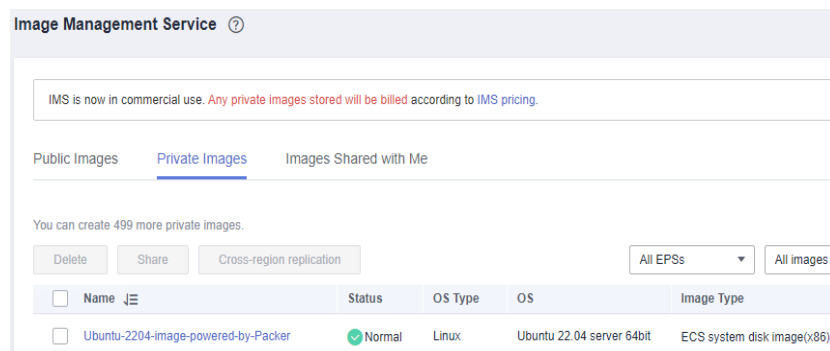 Image Management Service ?
IMS is now in commercial use. Any private images stored will be billed according to IMS pricing.
Public Images Private Images Images Shared with Me
You can create 499 more private images.
Delete Share Cross-region replication All EPSs All images
Name Status OS Type OS Image Type
Ubuntu-2204-image-powered-by-Packer Normal Linux Ubuntu 22.04 server 64bit ECS system disk image(x86)